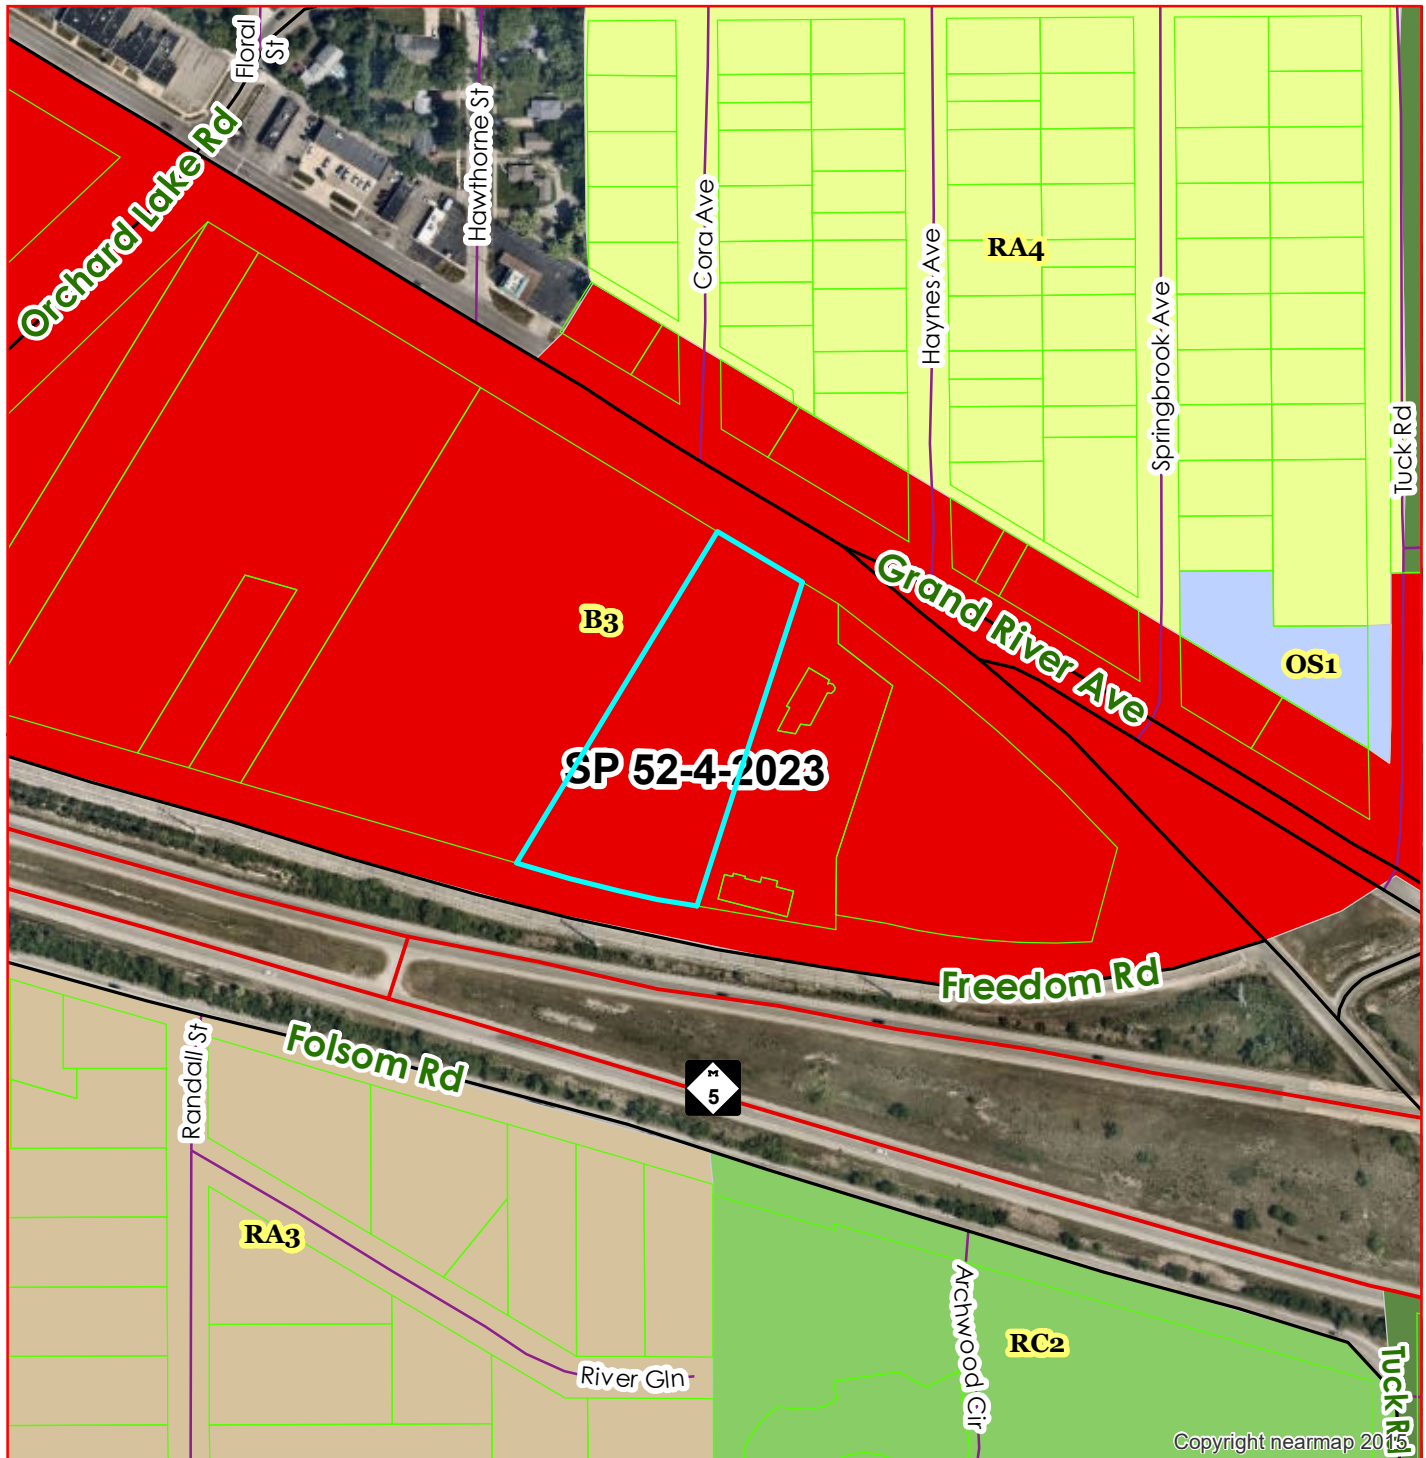 Floral
St
Orchard Lake Rd
Hawthorne St
Cora Ave
Haynes Ave
RA4
Springbrook Ave
Tuck Rd
B3
Grand River Ave
OS1
SP 52-4-2023
Freedom Rd
Randall St
Folsom Rd
M
5
RA3
River Gln
Archwood Cir
RC2
Tuck Rd
Copyright nearmap 2015